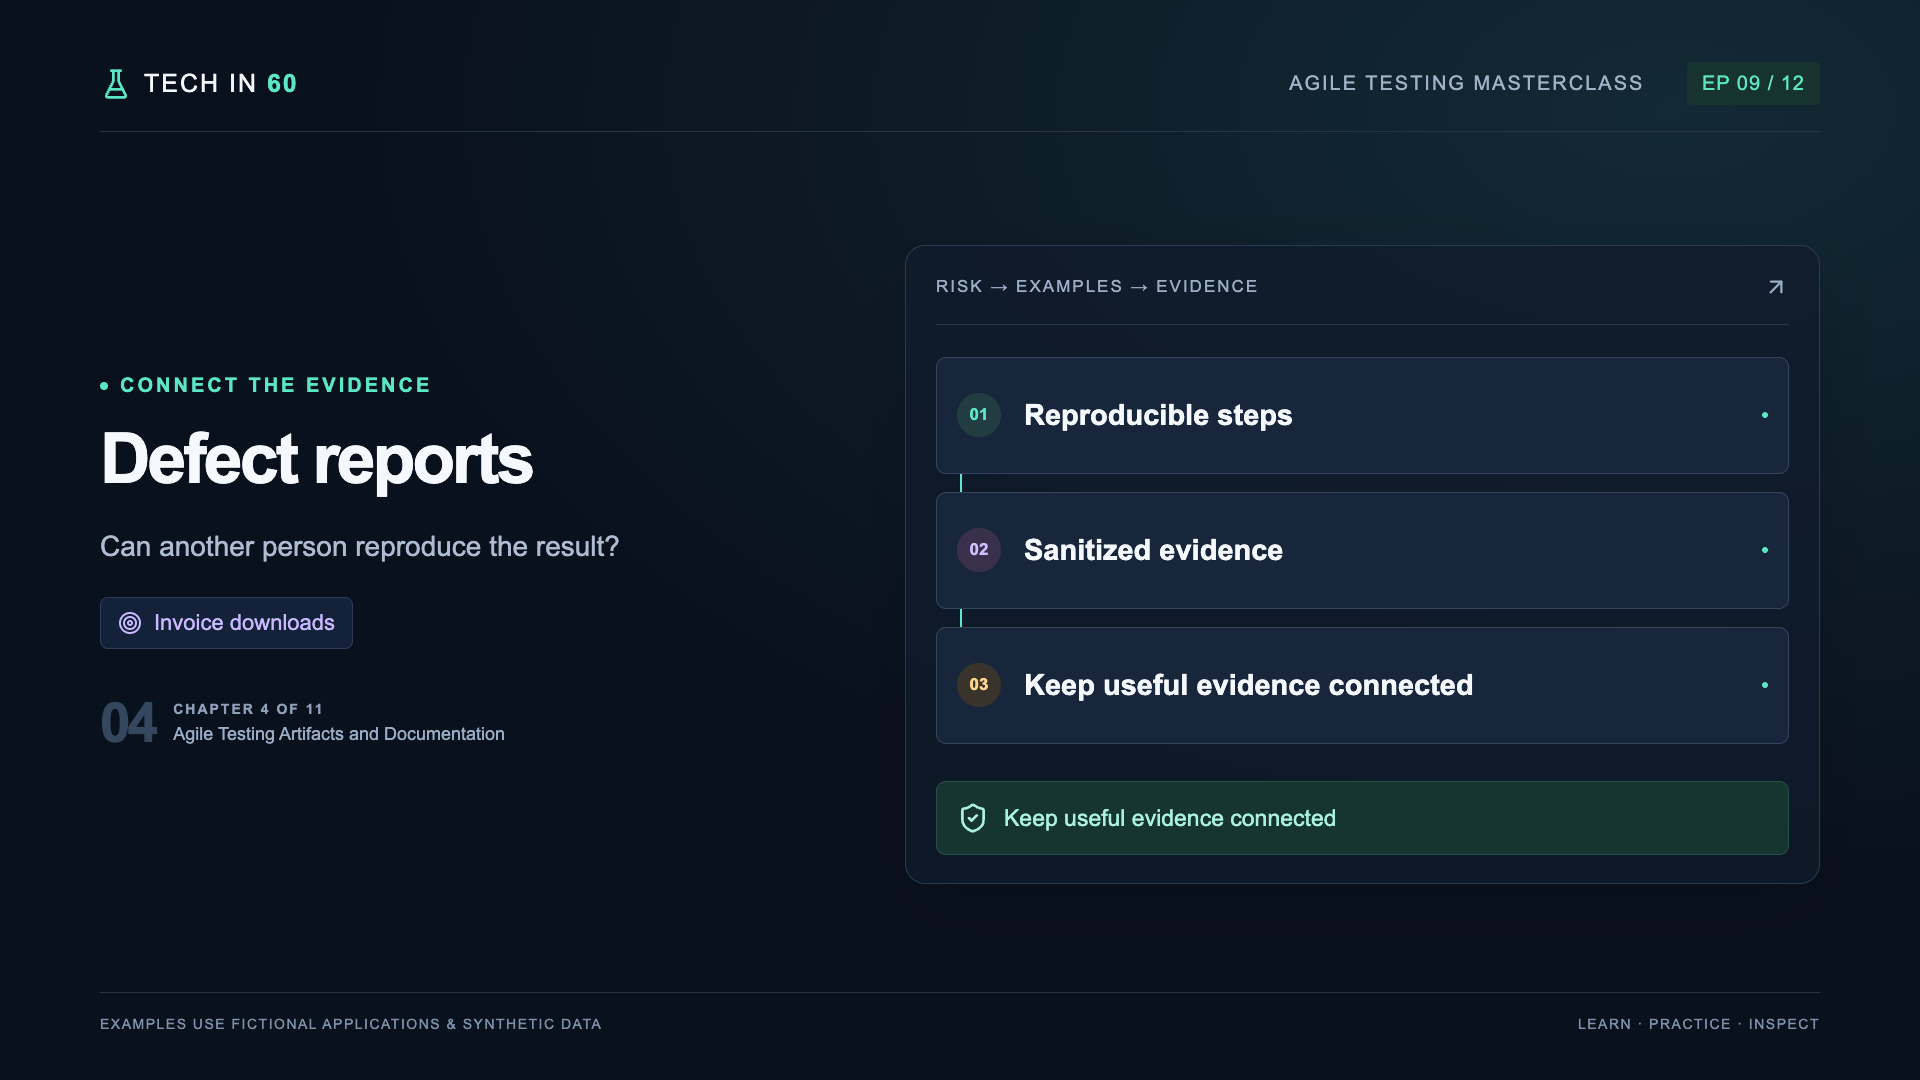 TECH IN 60
AGILE TESTING MASTERCLASS
EP 09 / 12
CONNECT THE EVIDENCE
Defect reports
Can another person reproduce the result?
Invoice downloads
04
CHAPTER 4 OF 11
Agile Testing Artifacts and Documentation
RISK → EXAMPLES → EVIDENCE
01 Reproducible steps
02 Sanitized evidence
03 Keep useful evidence connected
Keep useful evidence connected
EXAMPLES USE FICTIONAL APPLICATIONS & SYNTHETIC DATA
LEARN · PRACTICE · INSPECT